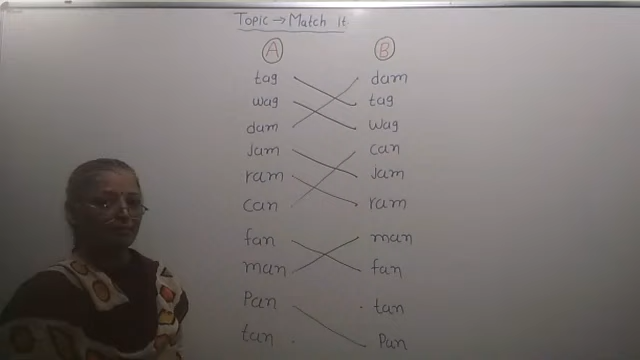 Topic → Match it
A B
tag dam
wag tag
dam wag
Jam can
ram Jam
can ram
fan man
man fan
Pan tan
tan Pan